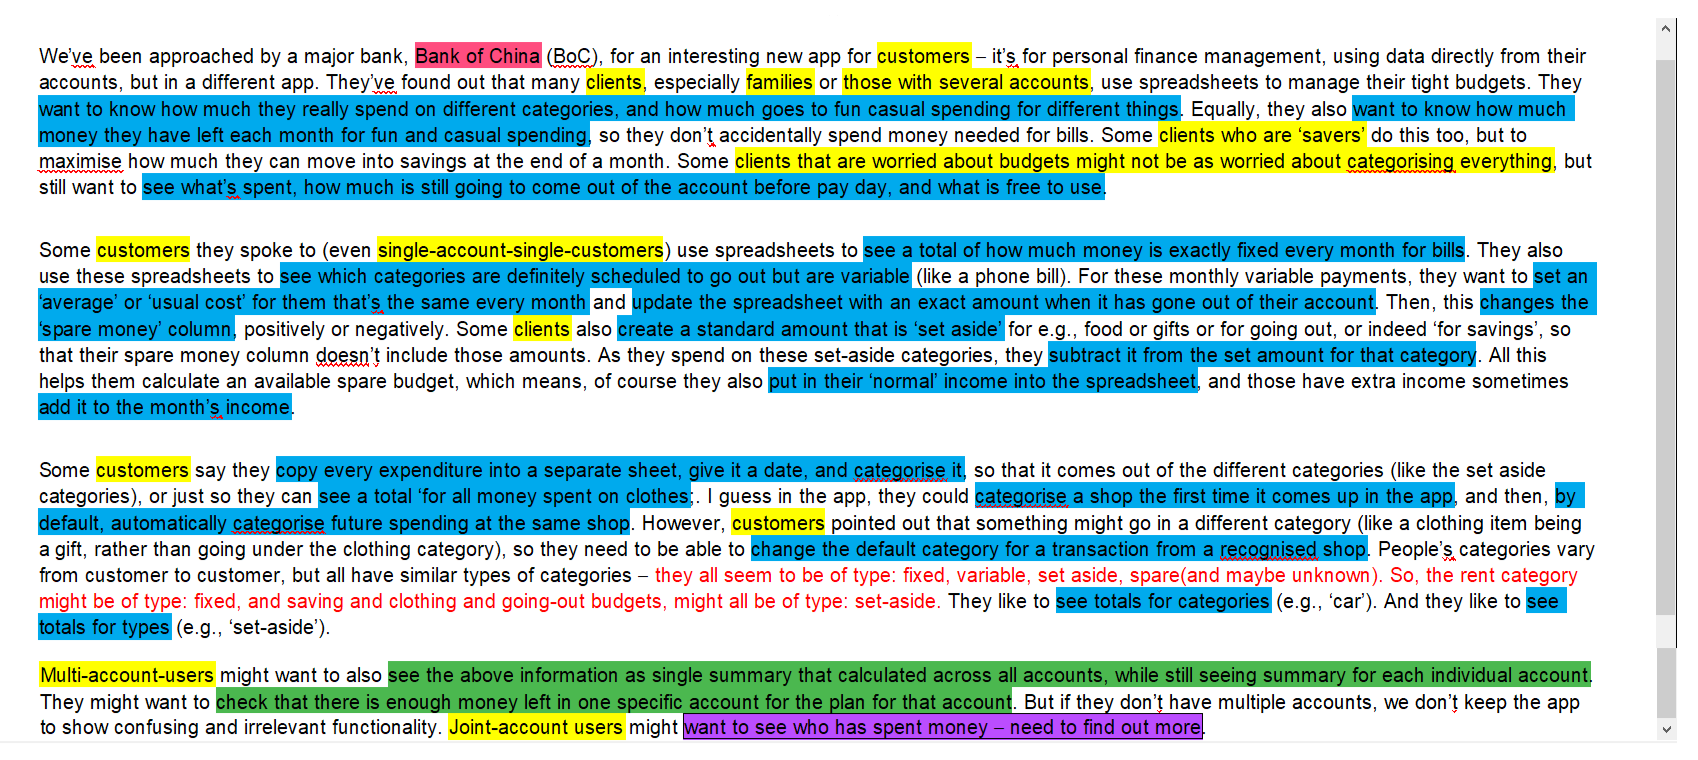 We’ve been approached by a major bank, Bank of China (BoC), for an interesting new app for customers – it’s for personal finance management, using data directly from their
accounts, but in a different app. They’ve found out that many clients, especially families or those with several accounts, use spreadsheets to manage their tight budgets. They
want to know how much they really spend on different categories, and how much goes to fun casual spending for different things. Equally, they also want to know how much
money they have left each month for fun and casual spending, so they don’t accidentally spend money needed for bills. Some clients who are ‘savers’ do this too, but to
maximise how much they can move into savings at the end of a month. Some clients that are worried about budgets might not be as worried about categorising everything, but
still want to see what’s spent, how much is still going to come out of the account before pay day, and what is free to use.
Some customers they spoke to (even single-account-single-customers) use spreadsheets to see a total of how much money is exactly fixed every month for bills. They also
use these spreadsheets to see which categories are definitely scheduled to go out but are variable (like a phone bill). For these monthly variable payments, they want to set an
‘average’ or ‘usual cost’ for them that’s the same every month and update the spreadsheet with an exact amount when it has gone out of their account. Then, this changes the
‘spare money’ column, positively or negatively. Some clients also create a standard amount that is ‘set aside’ for e.g., food or gifts or for going out, or indeed ‘for savings’, so
that their spare money column doesn’t include those amounts. As they spend on these set-aside categories, they subtract it from the set amount for that category. All this
helps them calculate an available spare budget, which means, of course they also put in their ‘normal’ income into the spreadsheet, and those have extra income sometimes
add it to the month’s income.
Some customers say they copy every expenditure into a separate sheet, give it a date, and categorise it, so that it comes out of the different categories (like the set aside
categories), or just so they can see a total ‘for all money spent on clothes;. I guess in the app, they could categorise a shop the first time it comes up in the app, and then, by
default, automatically categorise future spending at the same shop. However, customers pointed out that something might go in a different category (like a clothing item being
a gift, rather than going under the clothing category), so they need to be able to change the default category for a transaction from a recognised shop. People’s categories vary
from customer to customer, but all have similar types of categories – they all seem to be of type: fixed, variable, set aside, spare(and maybe unknown). So, the rent category
might be of type: fixed, and saving and clothing and going-out budgets, might all be of type: set-aside. They like to see totals for categories (e.g., ‘car’). And they like to see
totals for types (e.g., ‘set-aside’).
Multi-account-users might want to also see the above information as single summary that calculated across all accounts, while still seeing summary for each individual account.
They might want to check that there is enough money left in one specific account for the plan for that account. But if they don’t have multiple accounts, we don’t keep the app
to show confusing and irrelevant functionality. Joint-account users might want to see who has spent money – need to find out more.